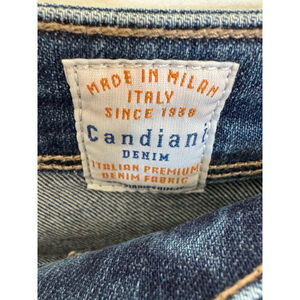 MADE IN MILAN
ITALY
SINCE 1938
Candiani
DENIM
ITALIAN PREMIUM
DENIM FABRIC